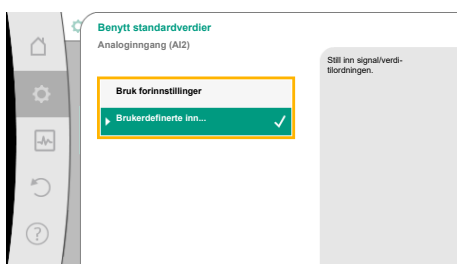 Benytt standardverdier
Analoginngang (AI2)
Still inn signal/verdi-
tilordningen.
Bruk forinnstillinger
Brukerdefinerte inn...